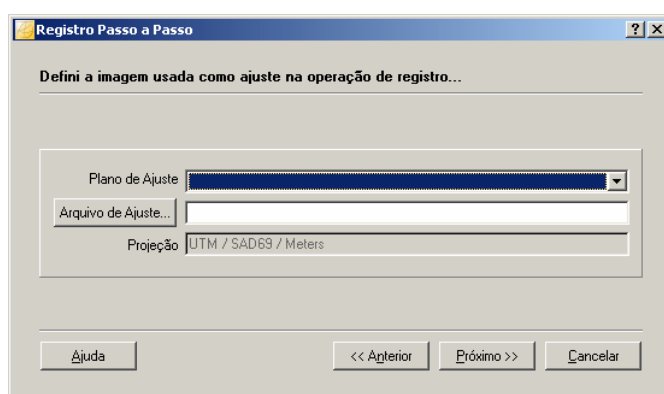 Registro Passo a Passo
Defini a imagem usada como ajuste na operação de registro...
Plano de Ajuste
Arquivo de Ajuste...
Projeção UTM / SAD69 / Meters
Ajuda << Anterior Próximo >> Cancelar